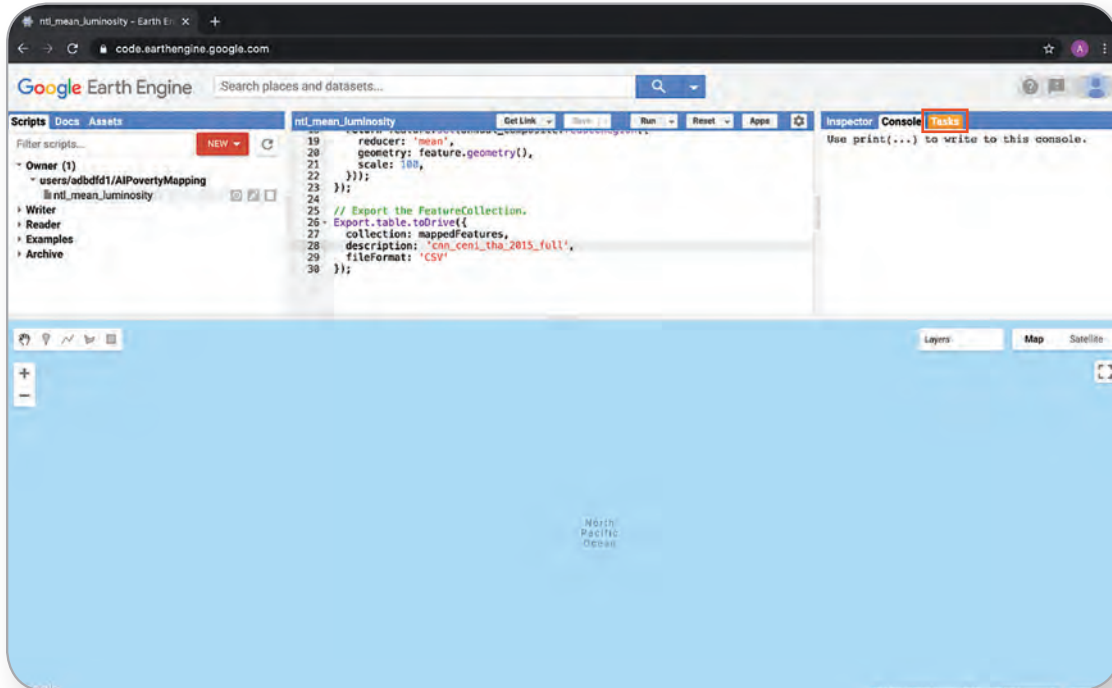 ntl_mean_luminosity - Earth En
code.earthengine.google.com
A
Google Earth Engine
Search places and datasets...
Scripts Docs Assets
Filter scripts...
NEW
Owner (1)
users/adbdfd1/AIPovertyMapping
ntl_mean_luminosity
Writer
Reader
Examples
Archive
ntl_mean_luminosity
Get Link Save Run Reset Apps
19 reducer: 'mean',
20 geometry: feature.geometry(),
21 scale: 100,
22 }));
23 });
24
25 // Export the FeatureCollection.
26 Export.table.toDrive({
27 collection: mappedFeatures,
28 description: 'cnn_ceni_tha_2015_full',
29 fileFormat: 'CSV'
30 });
Inspector Console Tasks
Use print(...) to write to this console.
Layers
Map Satellite
North
Pacific
Ocean